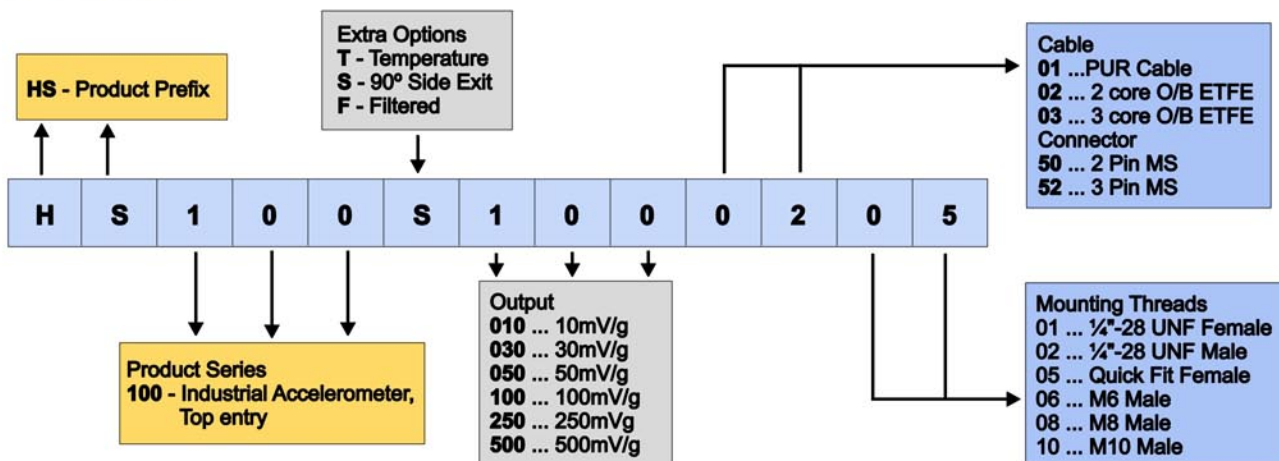 Extra Options
T - Temperature
S - 90º Side Exit
F - Filtered
HS - Product Prefix
Cable
01 ...PUR Cable
02 ... 2 core O/B ETFE
03 ... 3 core O/B ETFE
Connector
50 ... 2 Pin MS
52 ... 3 Pin MS
H S 1 0 0 S 1 0 0 0 2 0 5
Product Series
100 - Industrial Accelerometer,
Top entry
Output
010 ... 10mV/g
030 ... 30mV/g
050 ... 50mV/g
100 ... 100mV/g
250 ... 250mVg
500 ... 500mV/g
Mounting Threads
01 ... ¼"-28 UNF Female
02 ... ¼"-28 UNF Male
05 ... Quick Fit Female
06 ... M6 Male
08 ... M8 Male
10 ... M10 Male